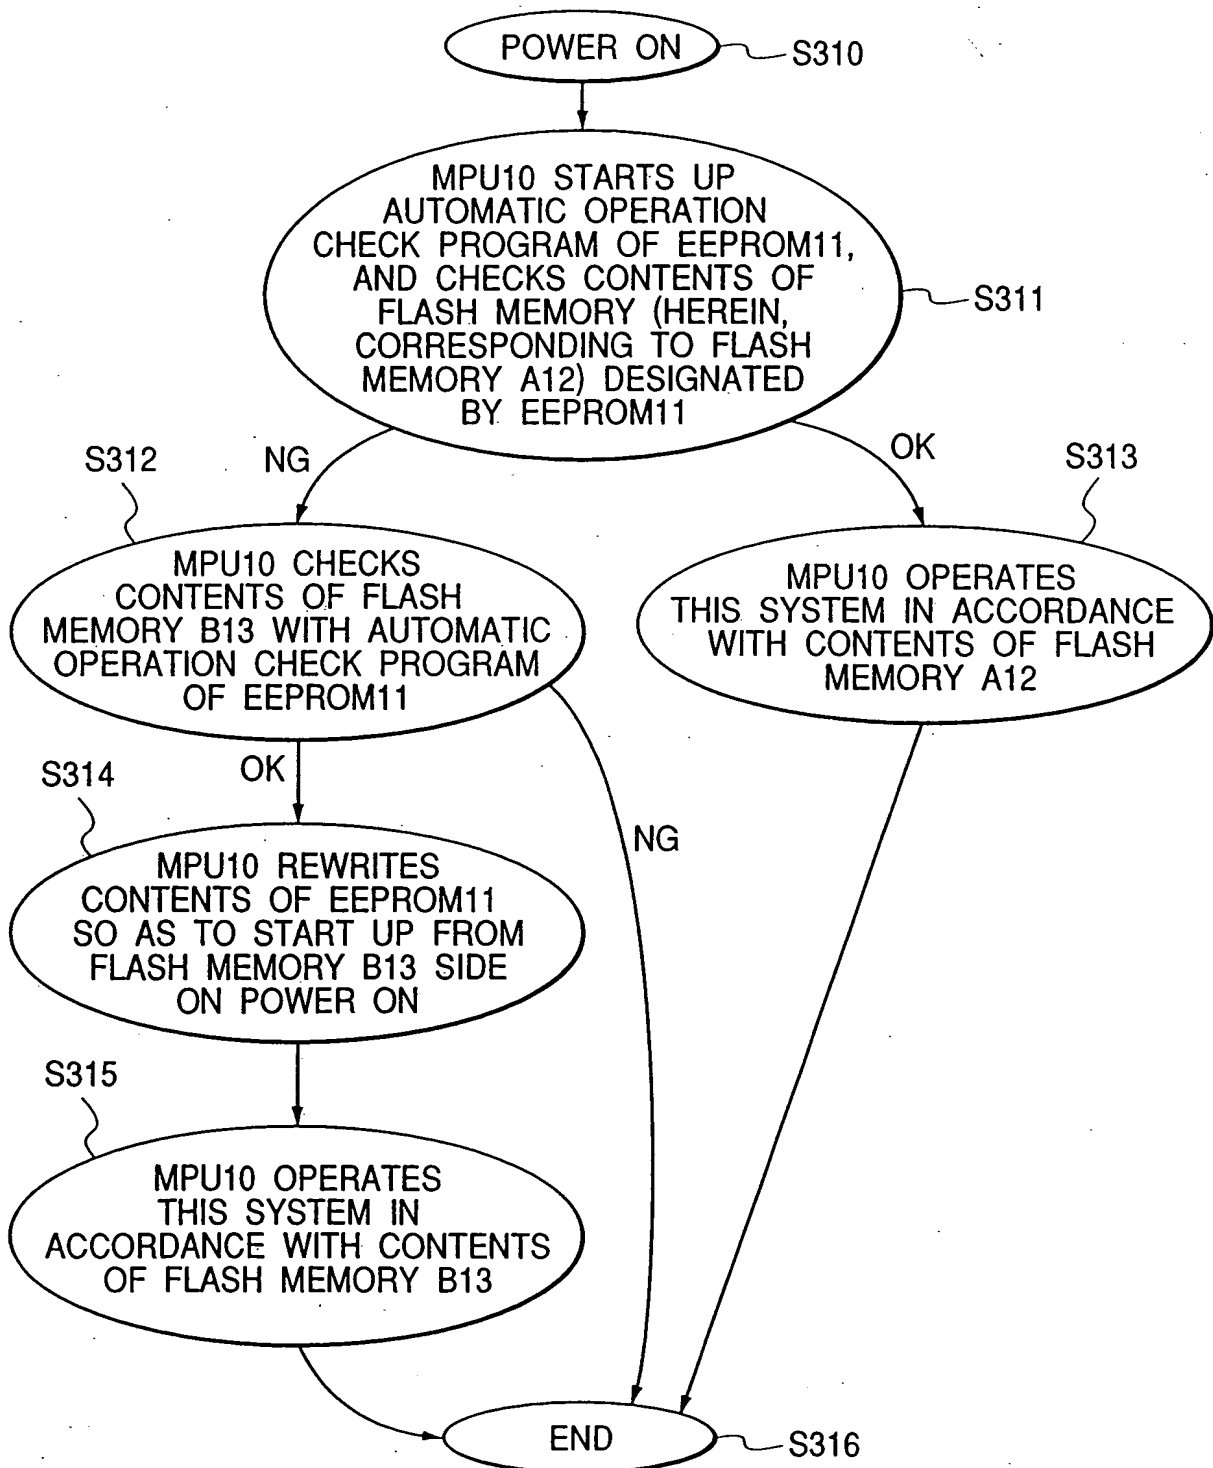 POWER ON
S310
MPU10 STARTS UP
AUTOMATIC OPERATION
CHECK PROGRAM OF EEPROM11,
AND CHECKS CONTENTS OF
FLASH MEMORY (HEREIN,
CORRESPONDING TO FLASH
MEMORY A12) DESIGNATED
BY EEPROM11
S311
NG
OK
S312
MPU10 CHECKS
CONTENTS OF FLASH
MEMORY B13 WITH AUTOMATIC
OPERATION CHECK PROGRAM
OF EEPROM11
S313
MPU10 OPERATES
THIS SYSTEM IN ACCORDANCE
WITH CONTENTS OF FLASH
MEMORY A12
OK
NG
S314
MPU10 REWRITES
CONTENTS OF EEPROM11
SO AS TO START UP FROM
FLASH MEMORY B13 SIDE
ON POWER ON
S315
MPU10 OPERATES
THIS SYSTEM IN
ACCORDANCE WITH CONTENTS
OF FLASH MEMORY B13
END
S316